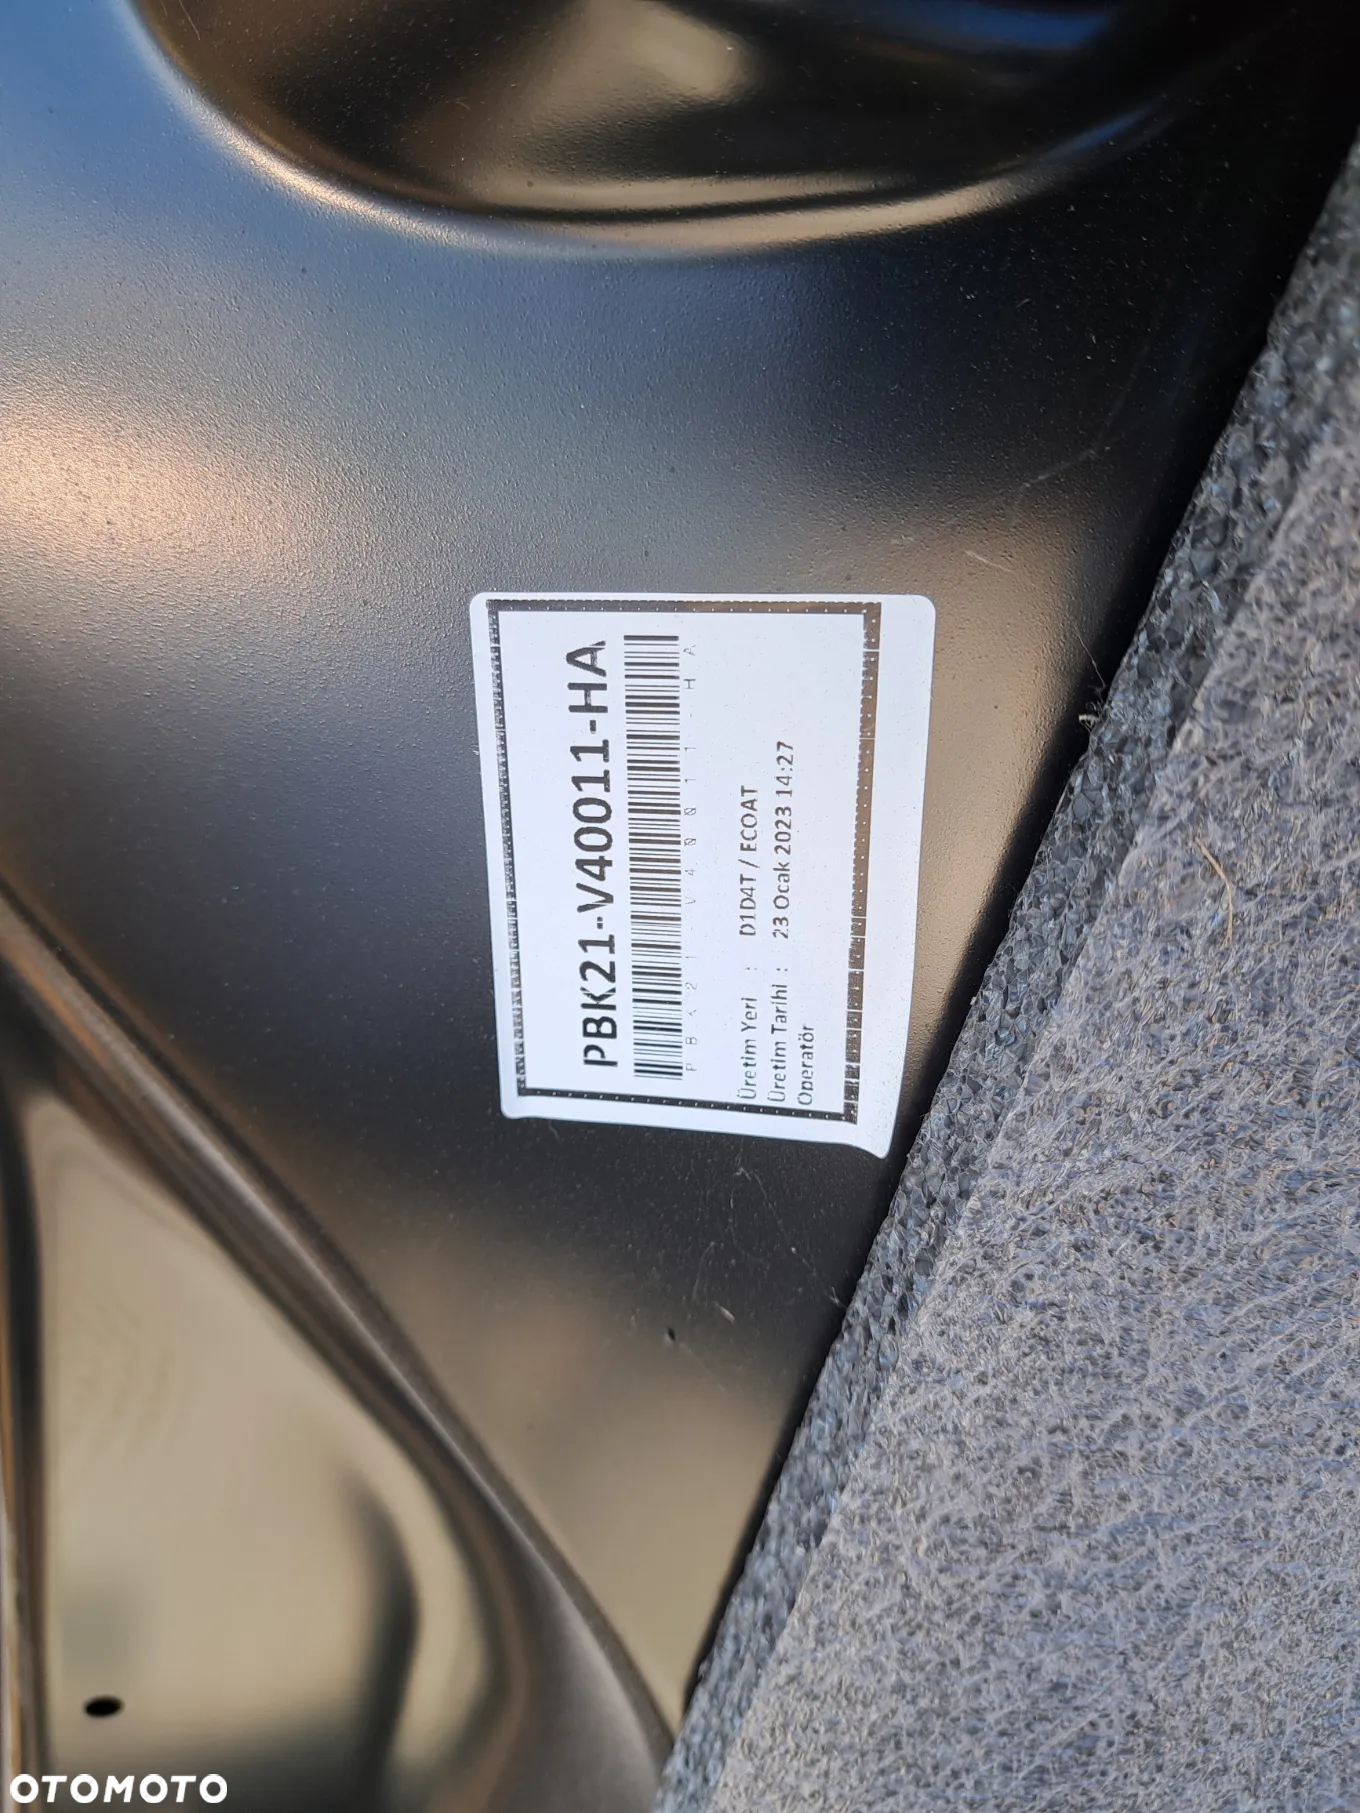 PBK21-V40011-HA
PBK21-V40011-HA
Üretim Yeri : D1D4T / ECOAT
Üretim Tarihi : 23 Ocak 2023 14:27
Operatör
OTOMOTO